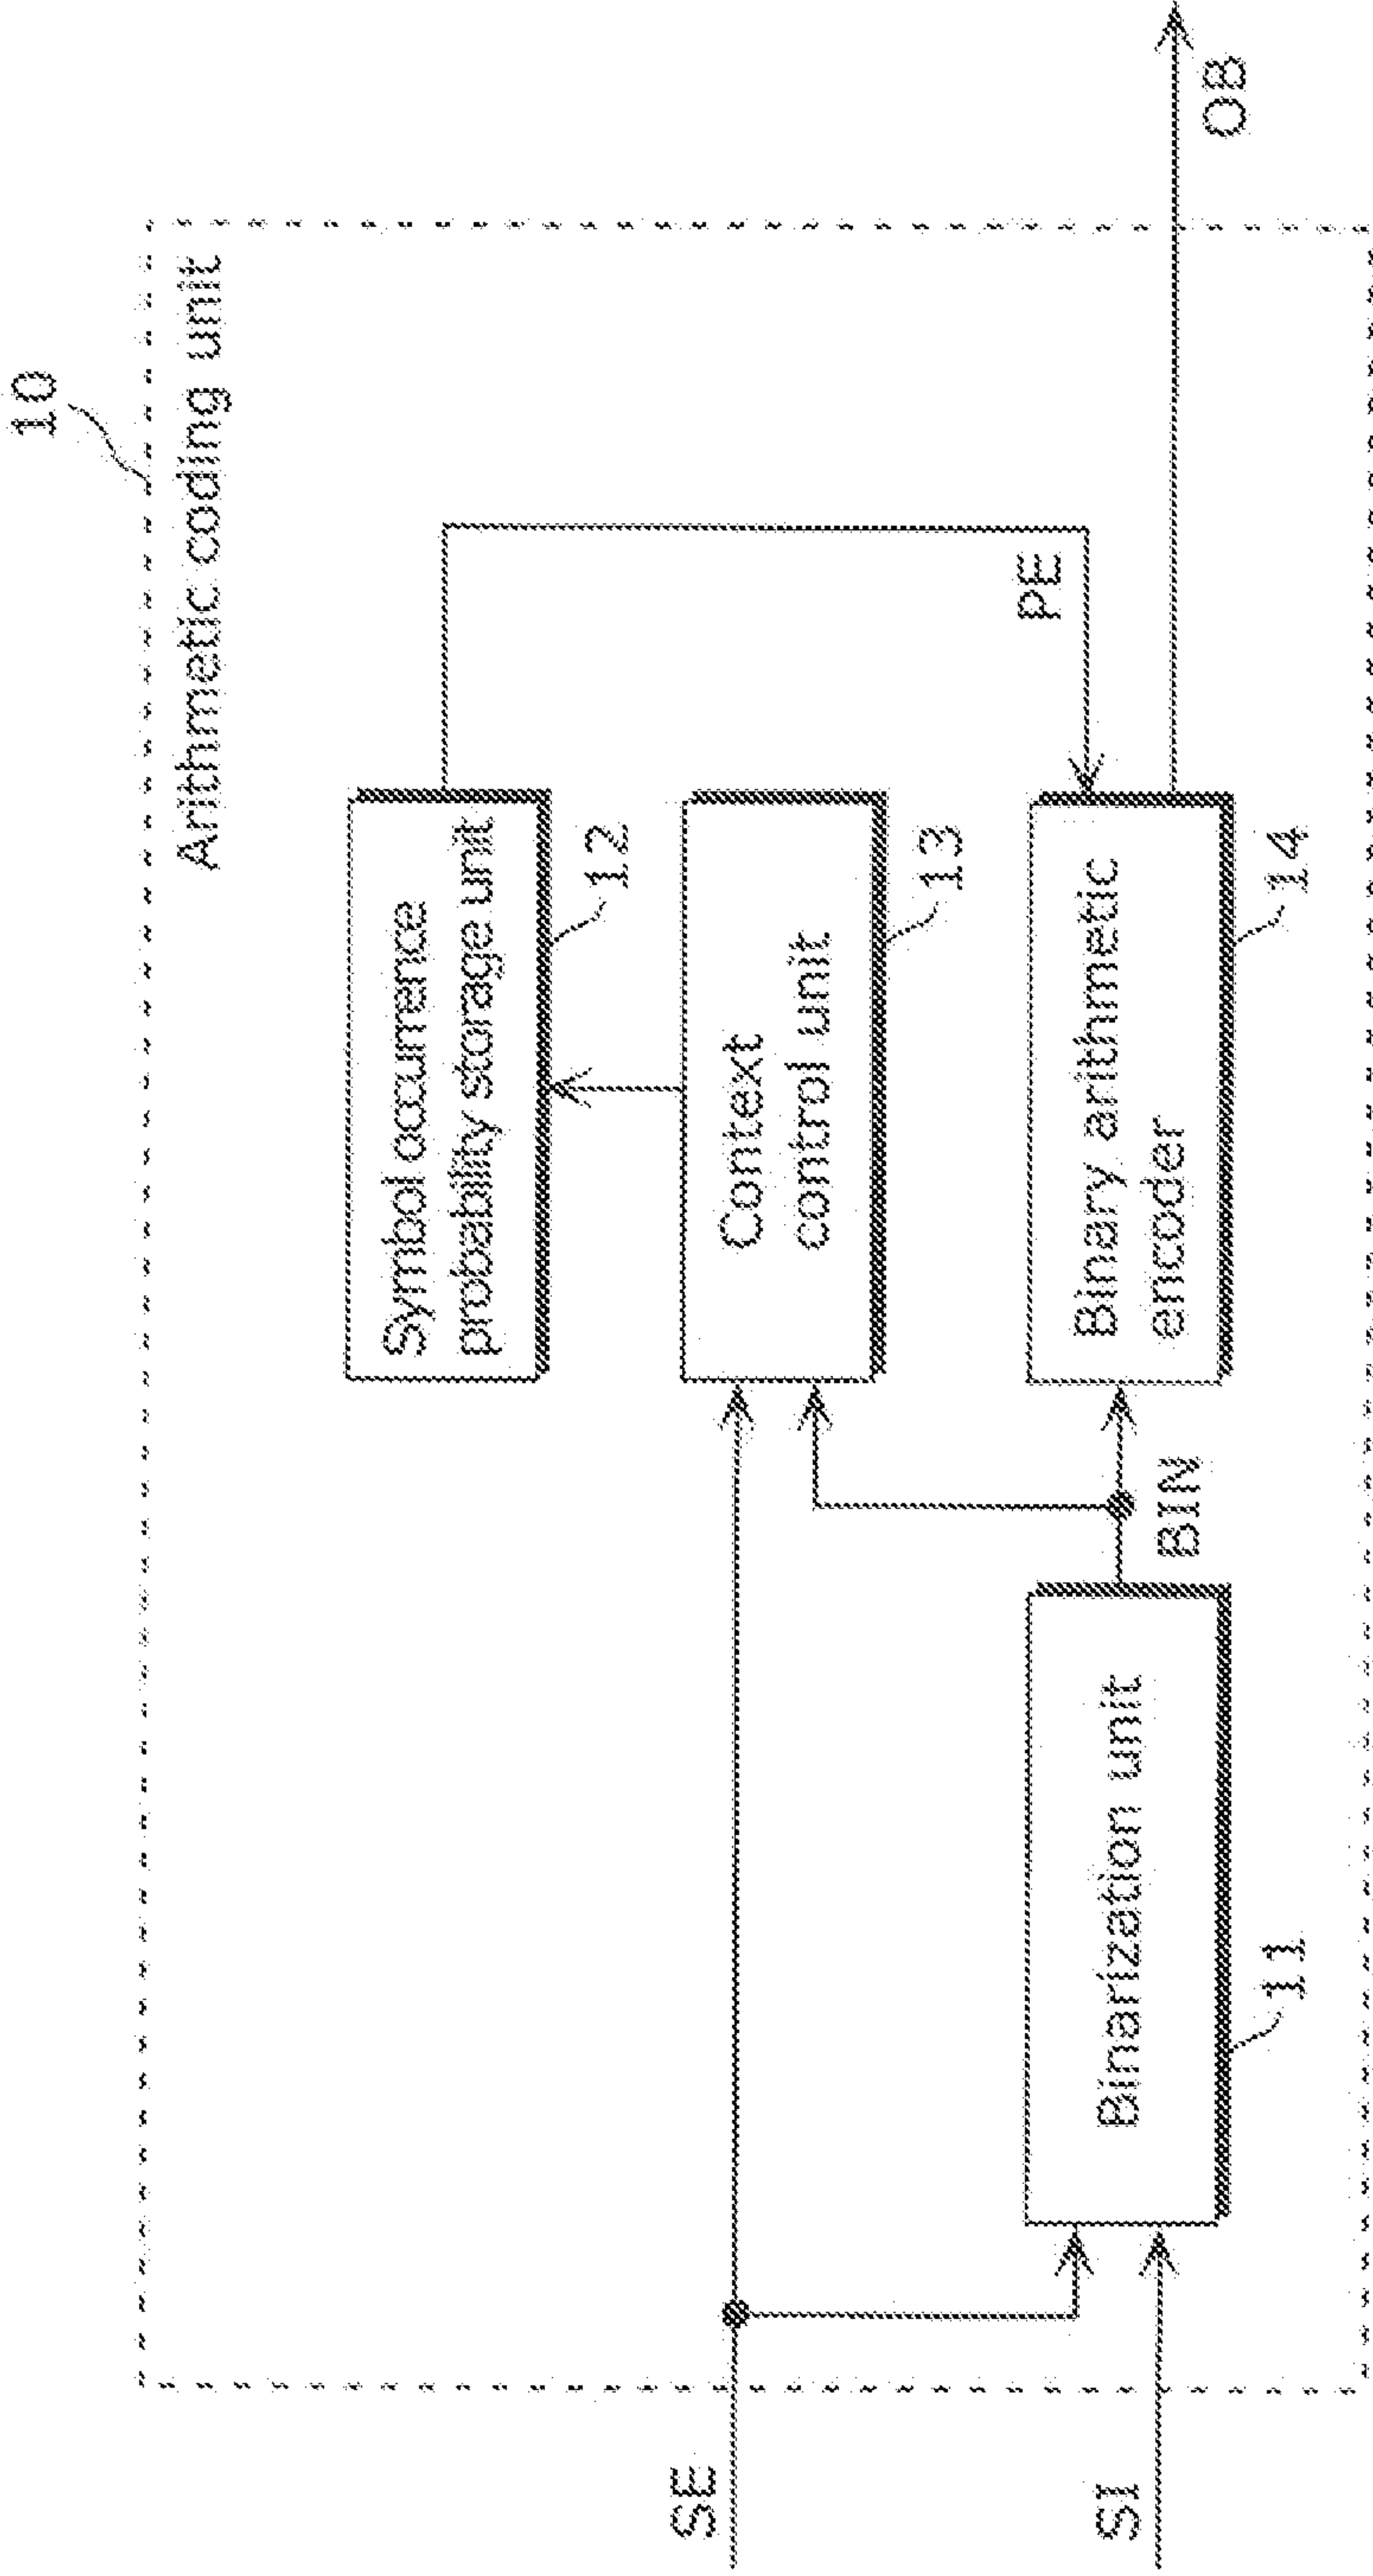 10
Arithmetic coding unit
Symbol occurrence
probability storage unit
12
SE
Context
control unit
13
PE
SI
Binarization unit
11
BIN
Binary arithmetic
encoder
14
OB